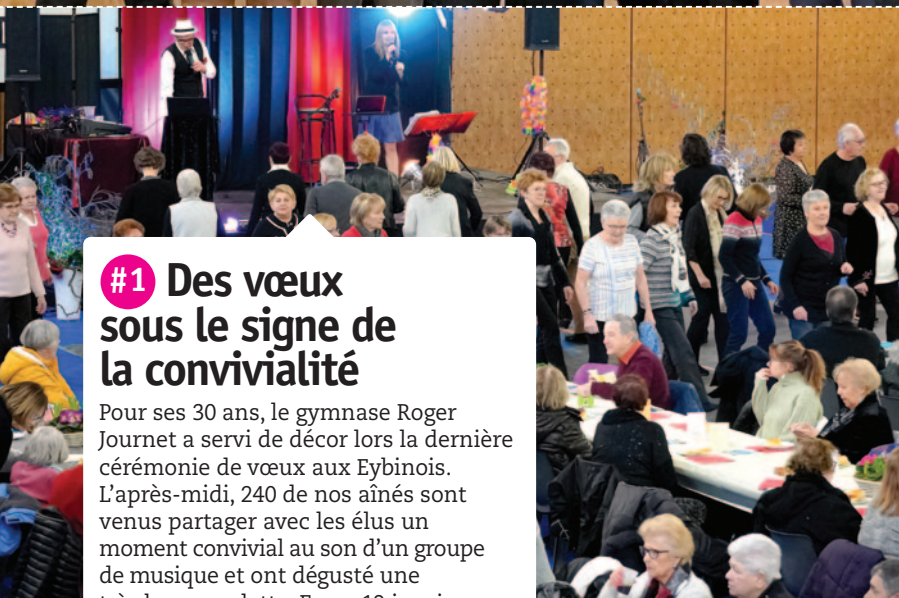 #1 Des vœux
sous le signe de
la convivialité
Pour ses 30 ans, le gymnase Roger
Journet a servi de décor lors la dernière
cérémonie de vœux aux Eybinois.
L'après-midi, 240 de nos aînés sont
venus partager avec les élus un
moment convivial au son d'un groupe
de musique et ont dégusté une